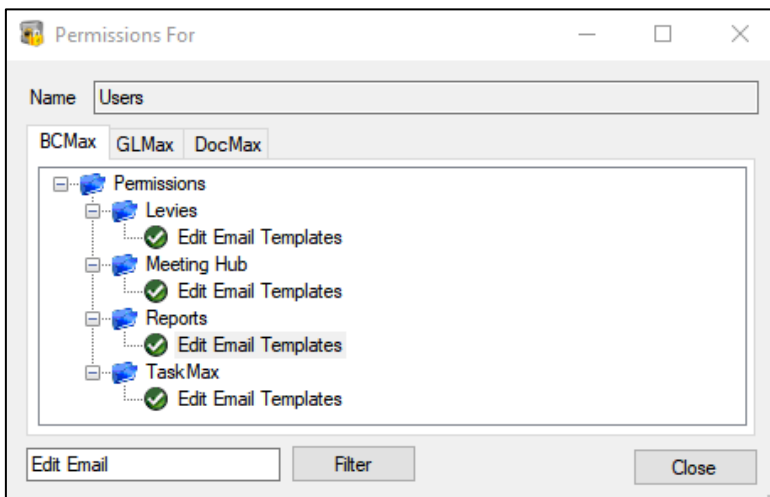 Permissions For
Name Users
BCMax GLMax DocMax
Permissions
Levies
Edit Email Templates
Meeting Hub
Edit Email Templates
Reports
Edit Email Templates
TaskMax
Edit Email Templates
Edit Email Filter Close